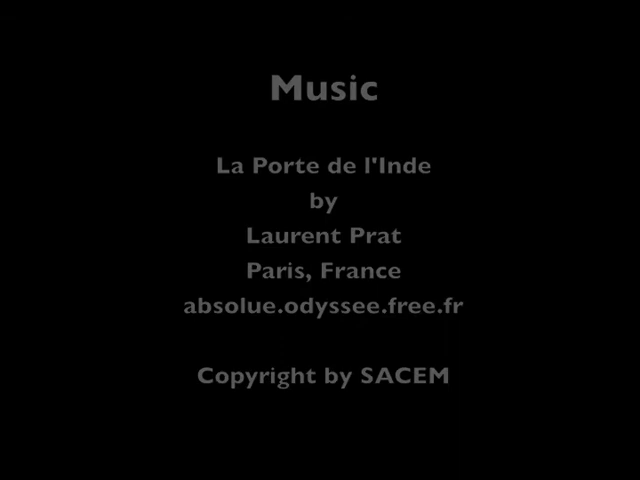 Music
La Porte de l'Inde
by
Laurent Prat
Paris, France
absolue.odyssee.free.fr
Copyright by SACEM